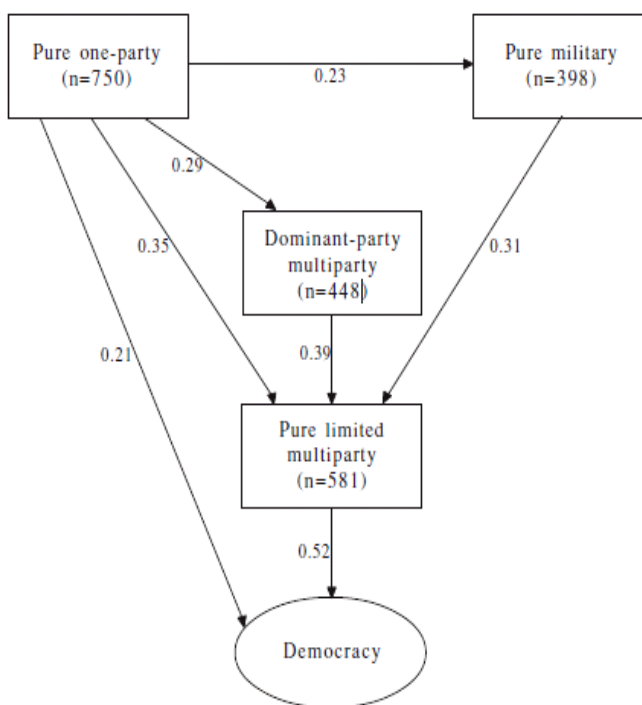 Pure one-party
(n=750)
0.23
Pure military
(n=398)
0.29
0.35
Dominant-party
multiparty
(n=448)
0.31
0.21
0.39
Pure limited
multiparty
(n=581)
0.52
Democracy